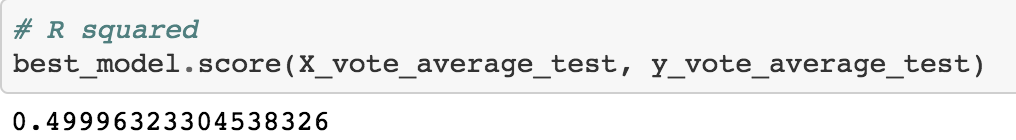 # R squared
best_model.score(X_vote_average_test, y_vote_average_test)
0.49996323304538326